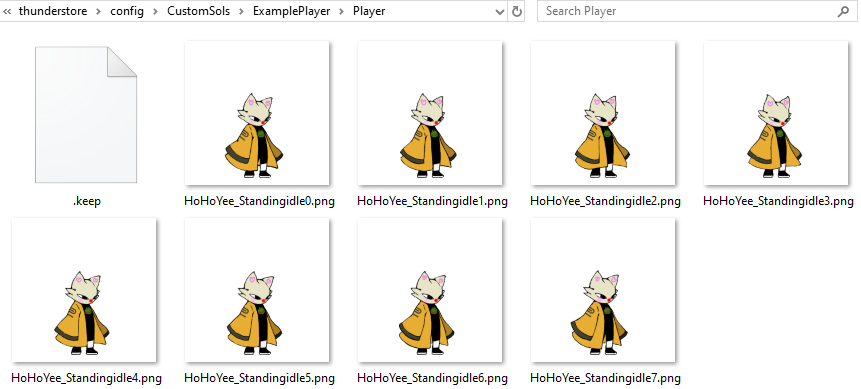 « thunderstore > config > CustomSols > ExamplePlayer > Player
Search Player
.keep
HoHoYee_Standingidle0.png
HoHoYee_Standingidle1.png
HoHoYee_Standingidle2.png
HoHoYee_Standingidle3.png
HoHoYee_Standingidle4.png
HoHoYee_Standingidle5.png
HoHoYee_Standingidle6.png
HoHoYee_Standingidle7.png